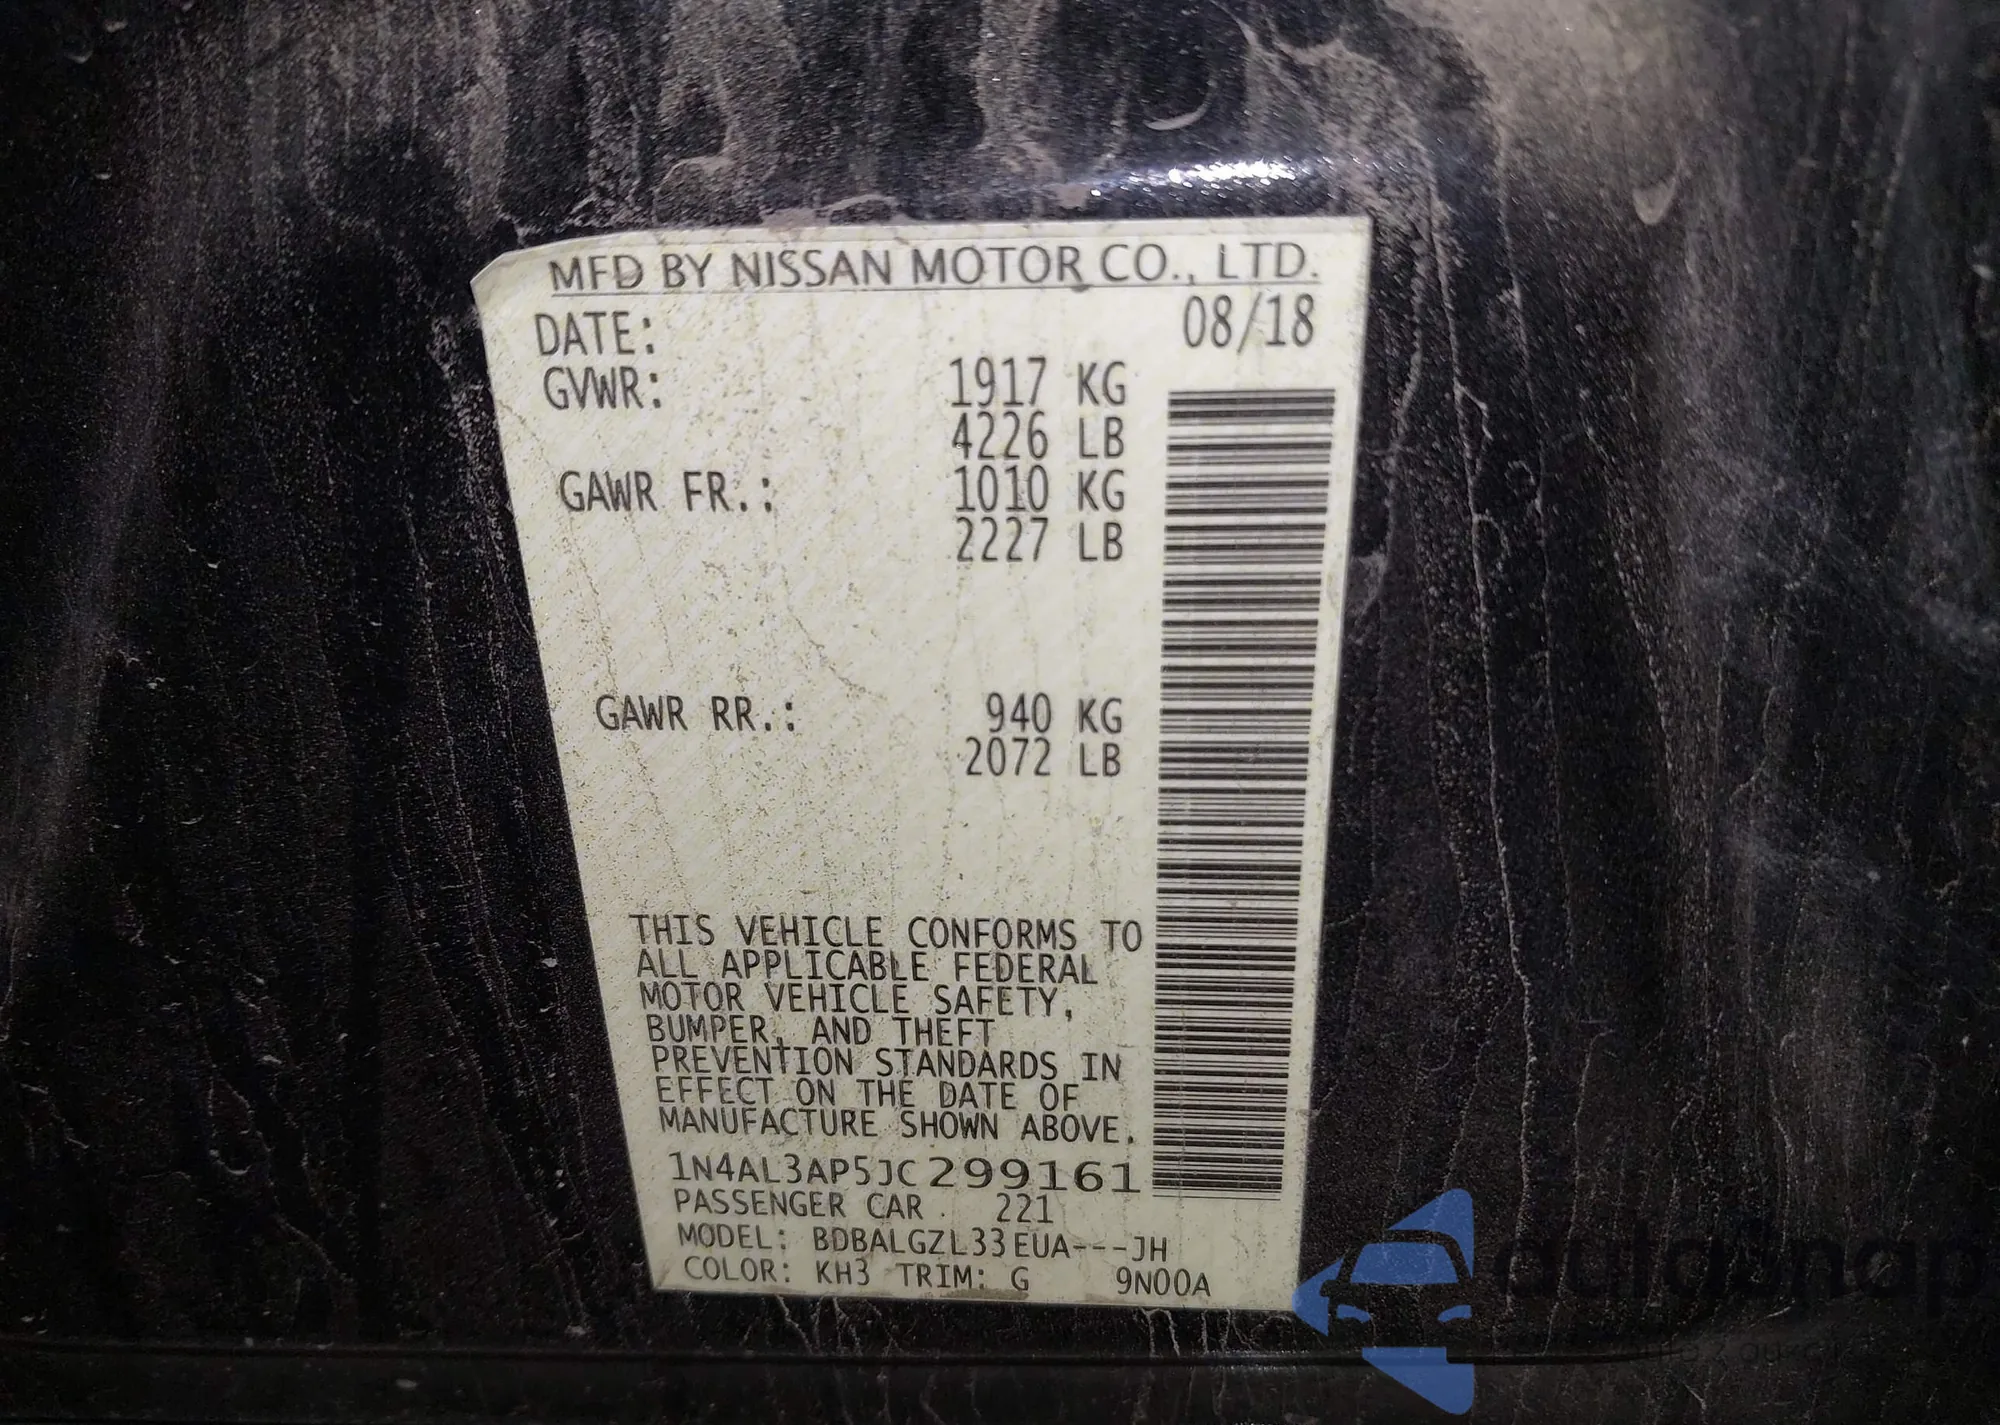 MFD BY NISSAN MOTOR CO., LTD.
DATE: 08/18
GVWR: 1917 KG
4226 LB
GAWR FR.: 1010 KG
2227 LB
GAWR RR.: 940 KG
2072 LB
THIS VEHICLE CONFORMS TO
ALL APPLICABLE FEDERAL
MOTOR VEHICLE SAFETY,
BUMPER, AND THEFT
PREVENTION STANDARDS IN
EFFECT ON THE DATE OF
MANUFACTURE SHOWN ABOVE.
1N4AL3AP5JC299161
PASSENGER CAR 221
MODEL: BDBALGZL33EUA---JH
COLOR: KH3 TRIM: G 9N00A
autosnap